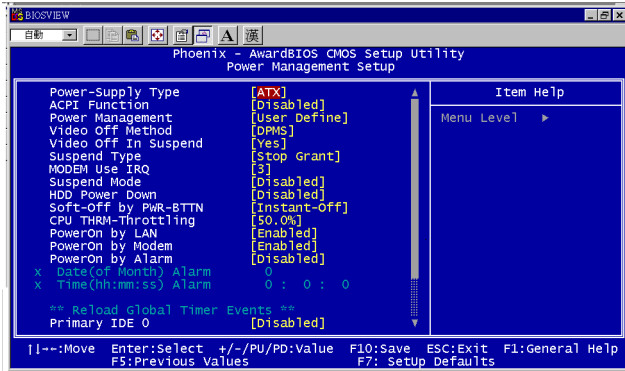 BIOSVIEW
自動
A 漢
Phoenix - AwardBIOS CMOS Setup Utility
Power Management Setup
Power-Supply Type [ATX]
ACPI Function [Disabled]
Power Management [User Define]
Video Off Method [DPMS]
Video Off In Suspend [Yes]
Suspend Type [Stop Grant]
MODEM Use IRQ [3]
Suspend Mode [Disabled]
HDD Power Down [Disabled]
Soft-Off by PWR-BTTN [Instant-Off]
CPU THRM-Throttling [50.0%]
PowerOn by LAN [Enabled]
PowerOn by Modem [Enabled]
PowerOn by Alarm [Disabled]
x Date(of Month) Alarm 0
x Time(hh:mm:ss) Alarm 0 : 0 : 0
** Reload Global Timer Events **
Primary IDE 0 [Disabled]
Item Help
Menu Level ►
↑↓→←:Move Enter:Select +/-/PU/PD:Value F10:Save ESC:Exit F1:General Help
F5:Previous Values F7: SetUp Defaults